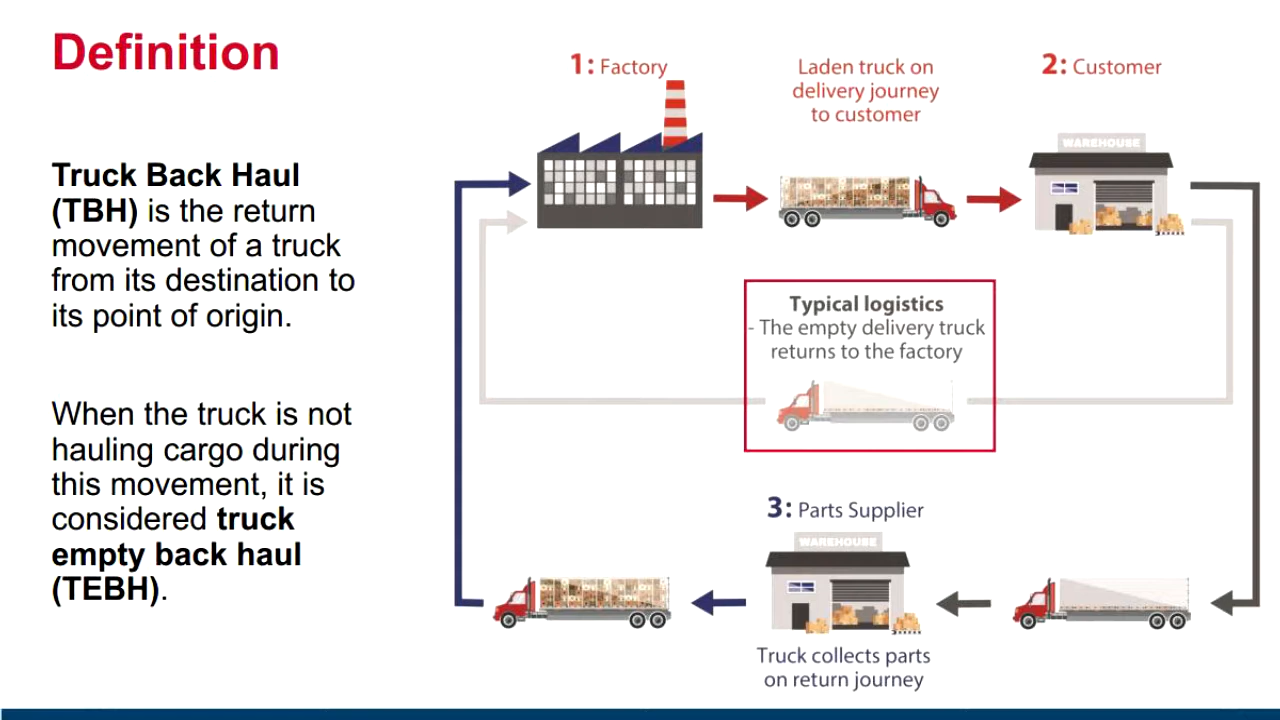 Definition
Truck Back Haul
(TBH) is the return
movement of a truck
from its destination to
its point of origin.
When the truck is not
hauling cargo during
this movement, it is
considered truck
empty back haul
(TEBH).
1: Factory
Laden truck on
delivery journey
to customer
2: Customer
WAREHOUSE
Typical logistics
- The empty delivery truck
returns to the factory
3: Parts Supplier
WAREHOUSE
Truck collects parts
on return journey